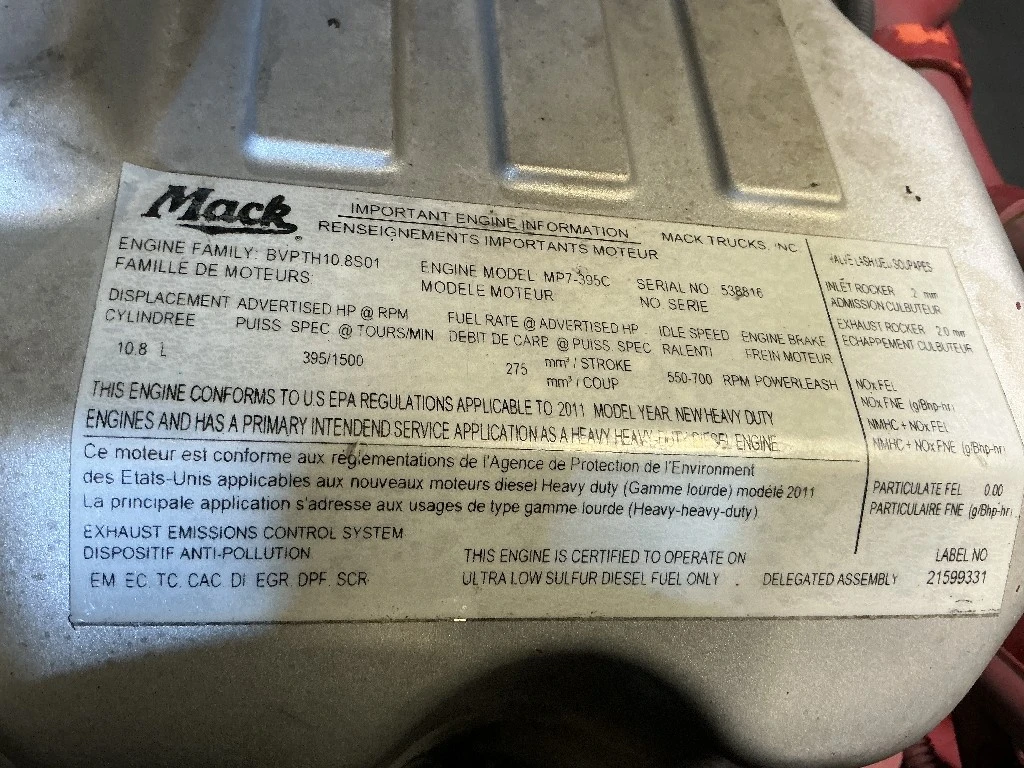 Mack
IMPORTANT ENGINE INFORMATION
RENSEIGNEMENTS IMPORTANTS MOTEUR
MACK TRUCKS, INC
ENGINE FAMILY: BVPTH10.8S01
FAMILLE DE MOTEURS
ENGINE MODEL MP7-395C
MODELE MOTEUR
SERIAL NO 538816
NO. SERIE
DISPLACEMENT
CYLINDREE
10.8 L
ADVERTISED HP @ RPM
PUISS SPEC. @ TOURS/MIN
395/1500
FUEL RATE @ ADVERTISED HP
DEBIT DE CARE @ PUISS. SPEC
275 mm³ / STROKE
mm³ / COUP
IDLE SPEED
RALENTI
550-700 RPM
ENGINE BRAKE
FREIN MOTEUR
POWERLEASH
THIS ENGINE CONFORMS TO U.S EPA REGULATIONS APPLICABLE TO 2011 MODEL YEAR NEW HEAVY DUTY
ENGINES AND HAS A PRIMARY INTENDEND SERVICE APPLICATION AS A HEAVY HEAVY-DUTY DIESEL ENGINE
Ce moteur est conforme aux réglementations de l'Agence de Protection de l'Environment
des Etats-Unis applicables aux nouveaux moteurs diesel Heavy duty (Gamme lourde) modélé 2011
La principale application s'adresse aux usages de type gamme lourde (Heavy-heavy-duty)
EXHAUST EMISSIONS CONTROL SYSTEM
DISPOSITIF ANTI-POLLUTION
EM EC TC CAC DI EGR DPF SCR
THIS ENGINE IS CERTIFIED TO OPERATE ON
ULTRA LOW SULFUR DIESEL FUEL ONLY .
DELEGATED ASSEMBLY
INLET ROCKER .2 mm
ADMISSION CULBUTEUR
EXHAUST ROCKER 2.0 mm
ECHAPPEMENT CULBUTEUR
NOx FEL
NOx FNE (g/Bhp-hr)
NMHC + NOx FEL
NMHC + NOx FNE (g/Bhp-hr)
PARTICULATE FEL 0.00
PARTICULAIRE FNE (g/Bhp-hr)
LABEL NO
21599331